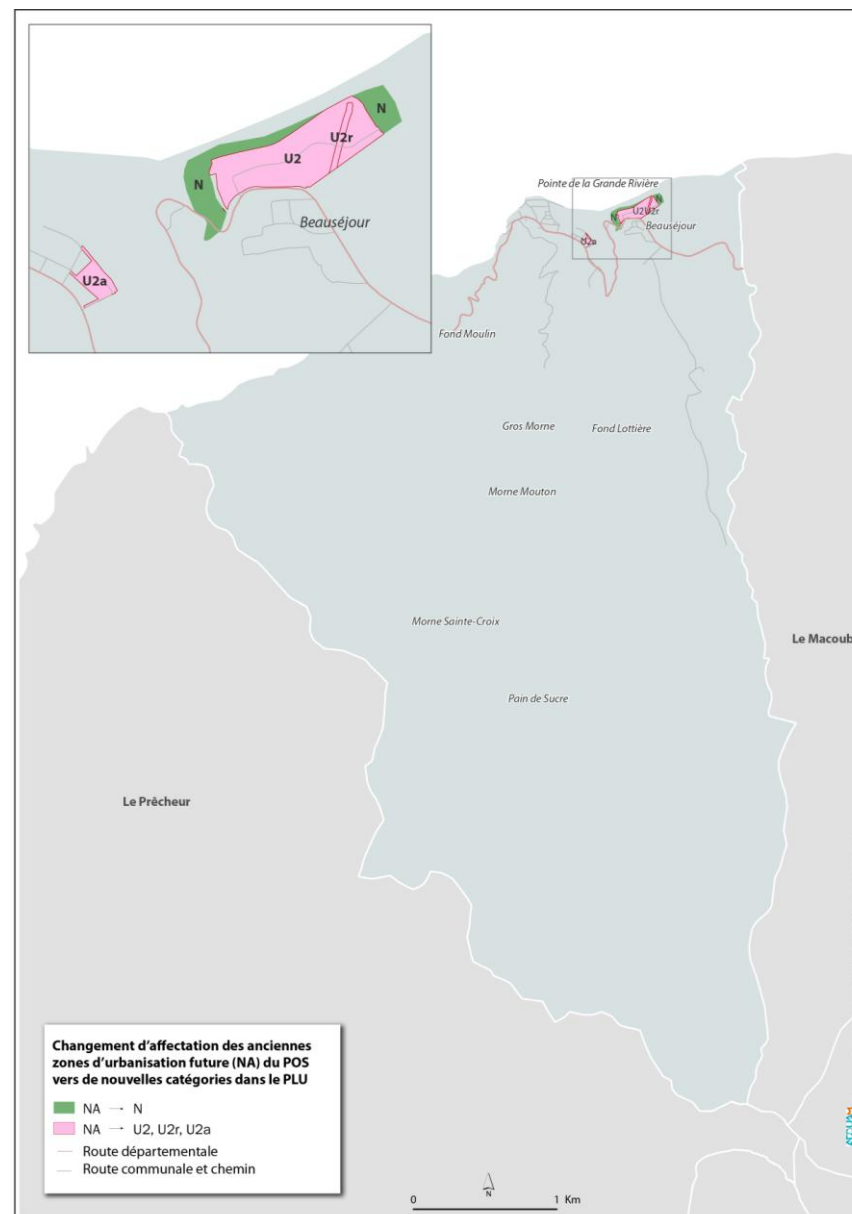 N
U2r
U2
N
Beauséjour
U2a
Pointe de la Grande Rivière
N
U2U2r
N
Beauséjour
U2a
Fond Moulin
Gros Morne
Fond Lottière
Morne Mouton
Morne Sainte-Croix
Le Macoub
Pain de Sucre
Le Prêcheur
Changement d'affectation des anciennes
zones d'urbanisation future (NA) du POS
vers de nouvelles catégories dans le PLU
NA → N
NA → U2, U2r, U2a
Route départementale
Route communale et chemin
N
0 1 Km